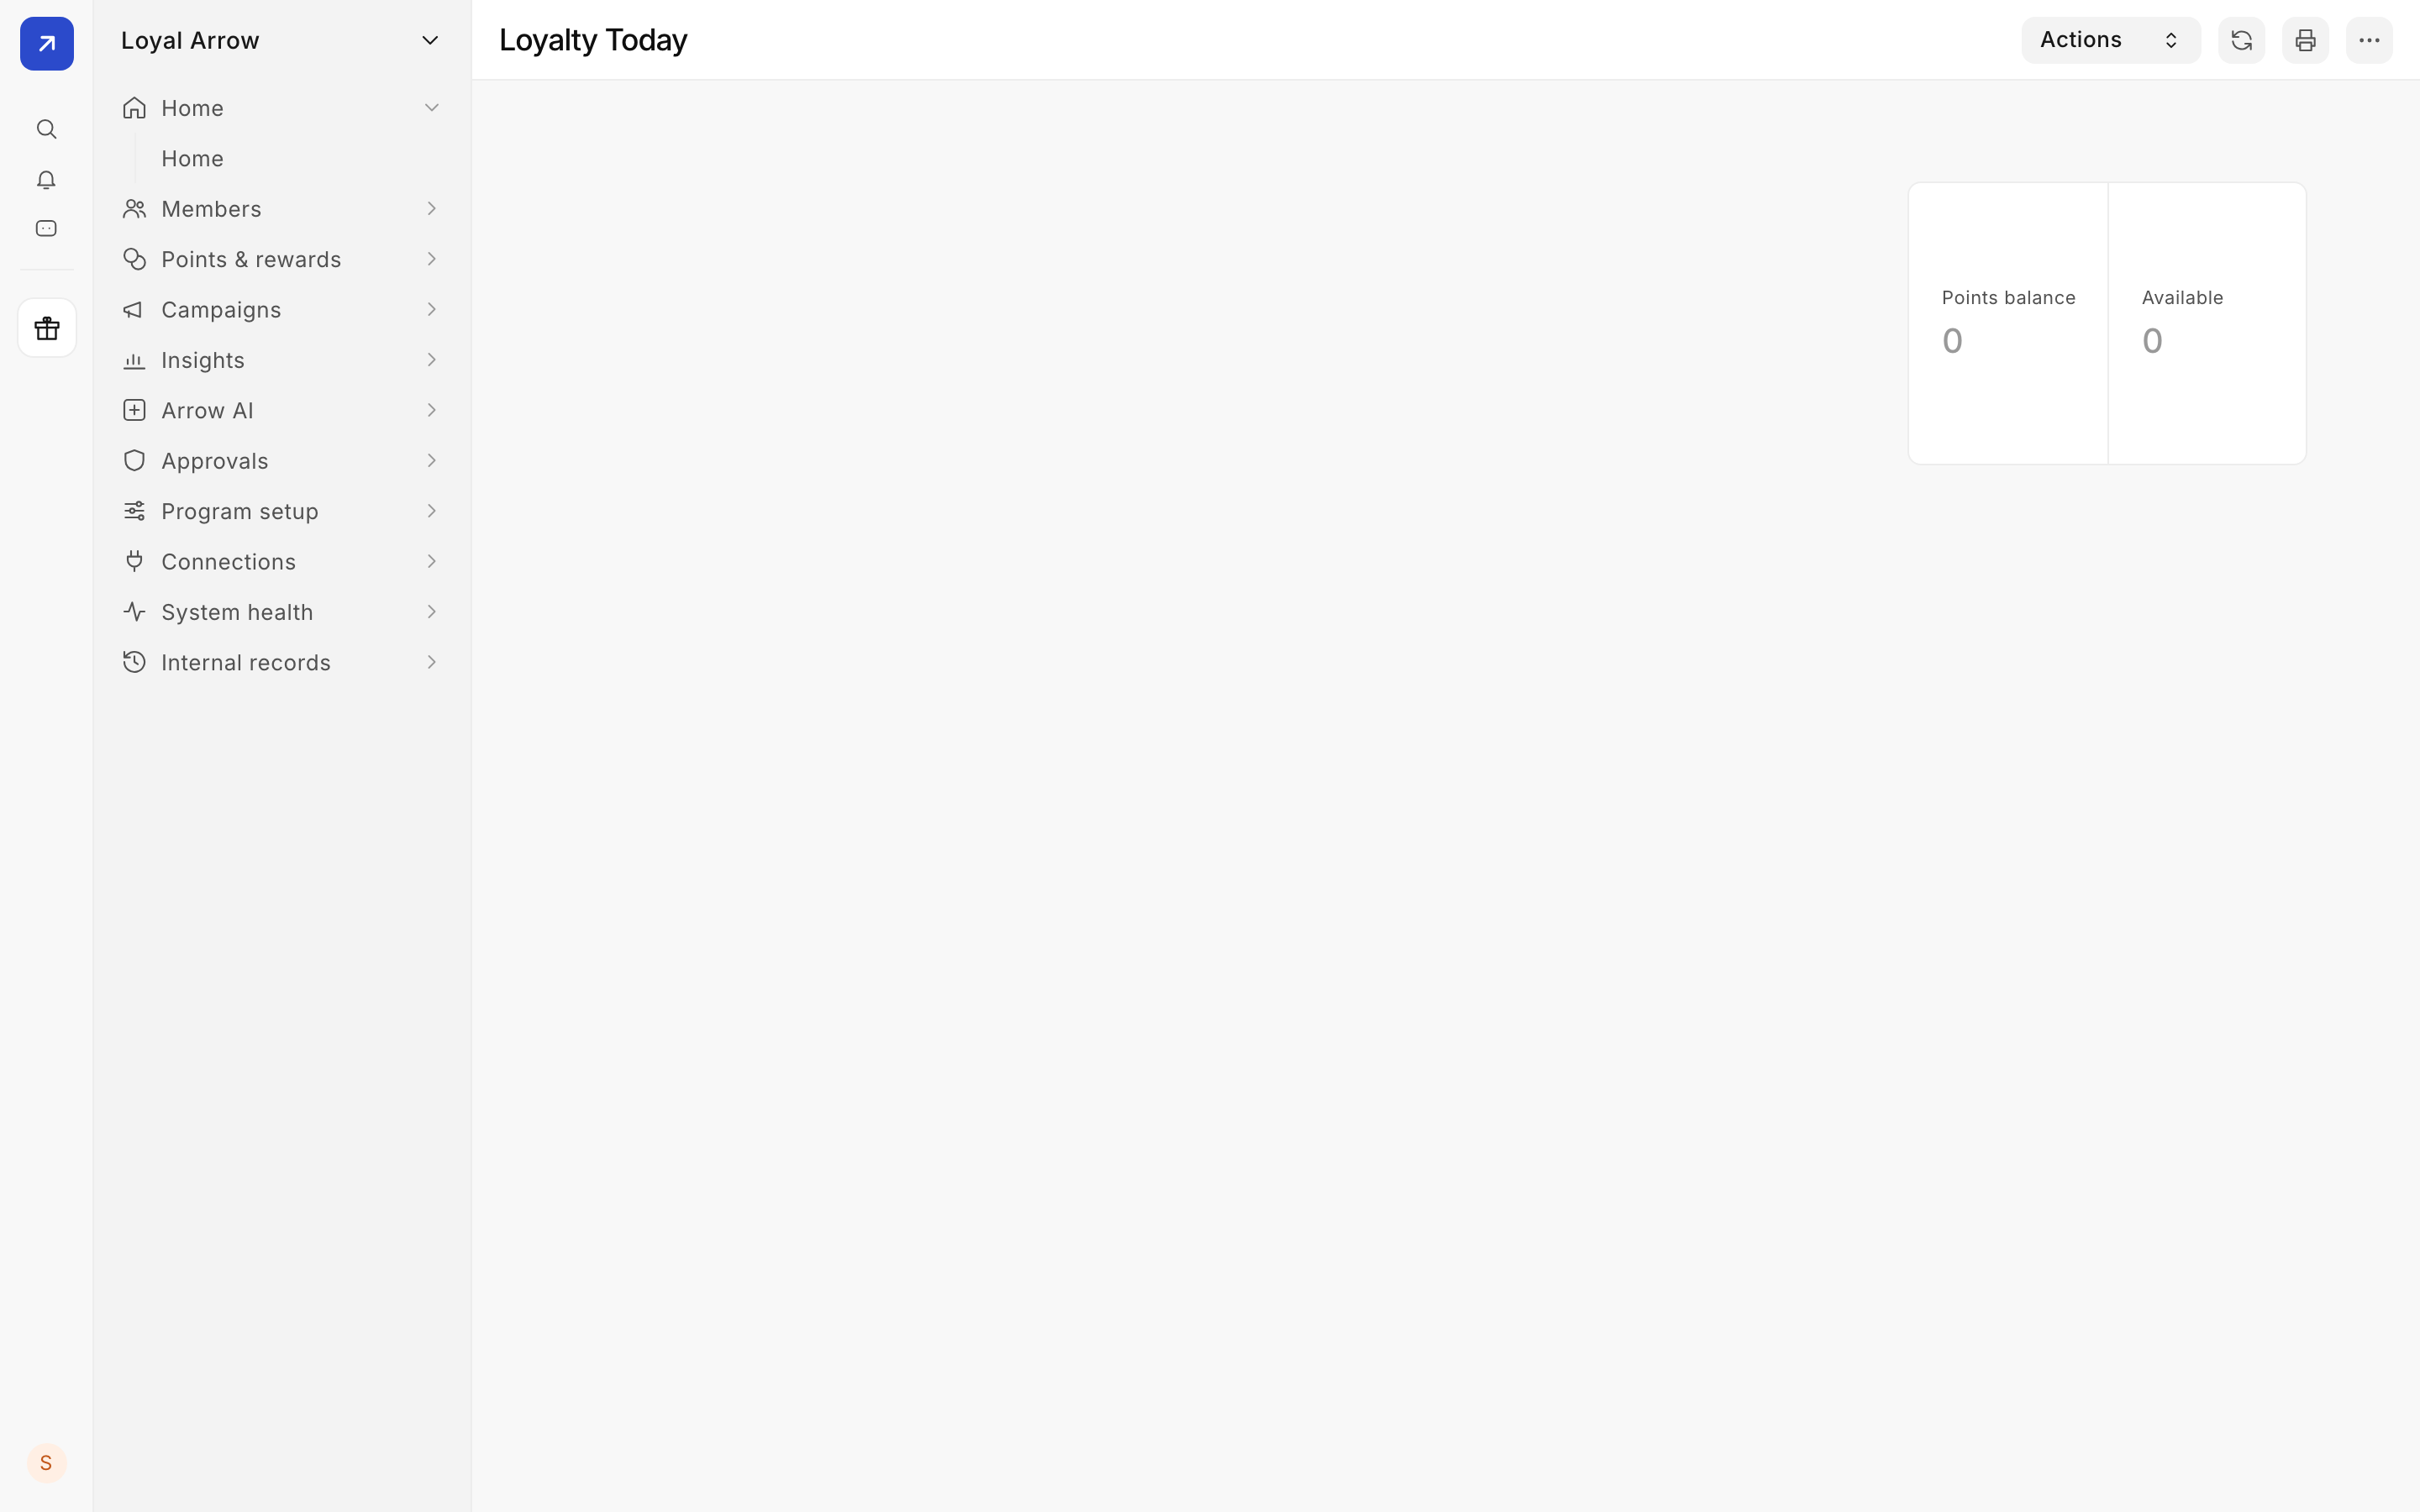 Loyal Arrow
Home
Home
Members
Points & rewards
Campaigns
Insights
Arrow AI
Approvals
Program setup
Connections
System health
Internal records
S
Loyalty Today
Actions
Points balance
0
Available
0